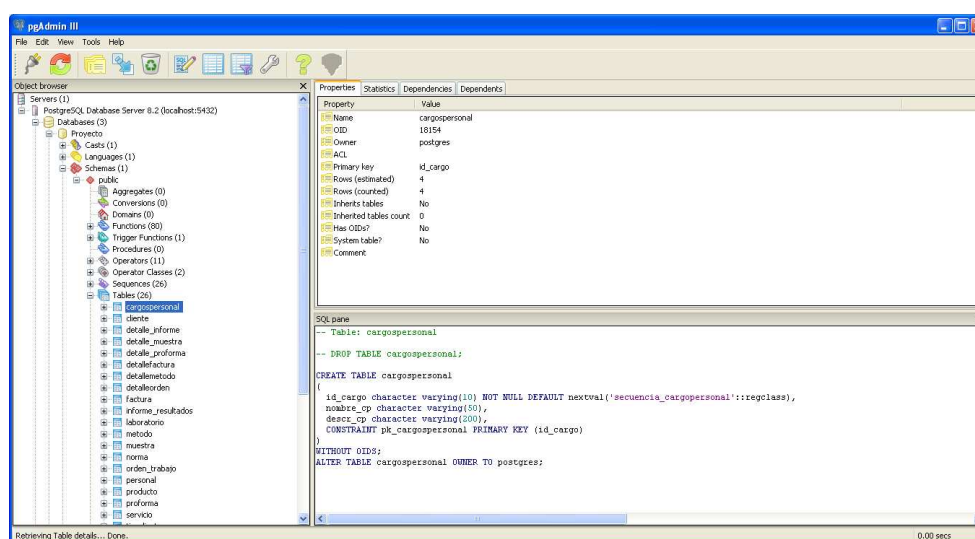 pgAdmin III
File Edit View Tools Help
Object browser
Servers (1)
PostgreSQL Database Server 8.2 (localhost:5432)
Databases (3)
Proyecto
Casts (1)
Languages (1)
Schemas (1)
public
Aggregates (0)
Conversions (0)
Domains (0)
Functions (80)
Trigger Functions (1)
Procedures (0)
Operators (11)
Operator Classes (2)
Sequences (26)
Tables (26)
cargospersonal
cliente
detalle_informe
detalle_muestra
detalle_proforma
detallefactura
detallemetodo
detalleorden
factura
informe_resultados
laboratorio
metodo
muestra
norma
orden_trabajo
personal
producto
proforma
servicio
Properties Statistics Dependencies Dependents
Property Value
Name cargospersonal
OID 18154
Owner postgres
ACL
Primary key id_cargo
Rows (estimated) 4
Rows (counted) 4
Inherits tables No
Inherited tables count 0
Has OIDs? No
System table? No
Comment
SQL pane
-- Table: cargospersonal
-- DROP TABLE cargospersonal;
CREATE TABLE cargospersonal
(
id_cargo character varying(10) NOT NULL DEFAULT nextval('secuencia_cargopersonal'::regclass),
nombre_cp character varying(50),
descr_cp character varying(200),
CONSTRAINT pk_cargospersonal PRIMARY KEY (id_cargo)
)
WITHOUT OIDS;
ALTER TABLE cargospersonal OWNER TO postgres;
Retrieving Table details... Done.
0.00 secs